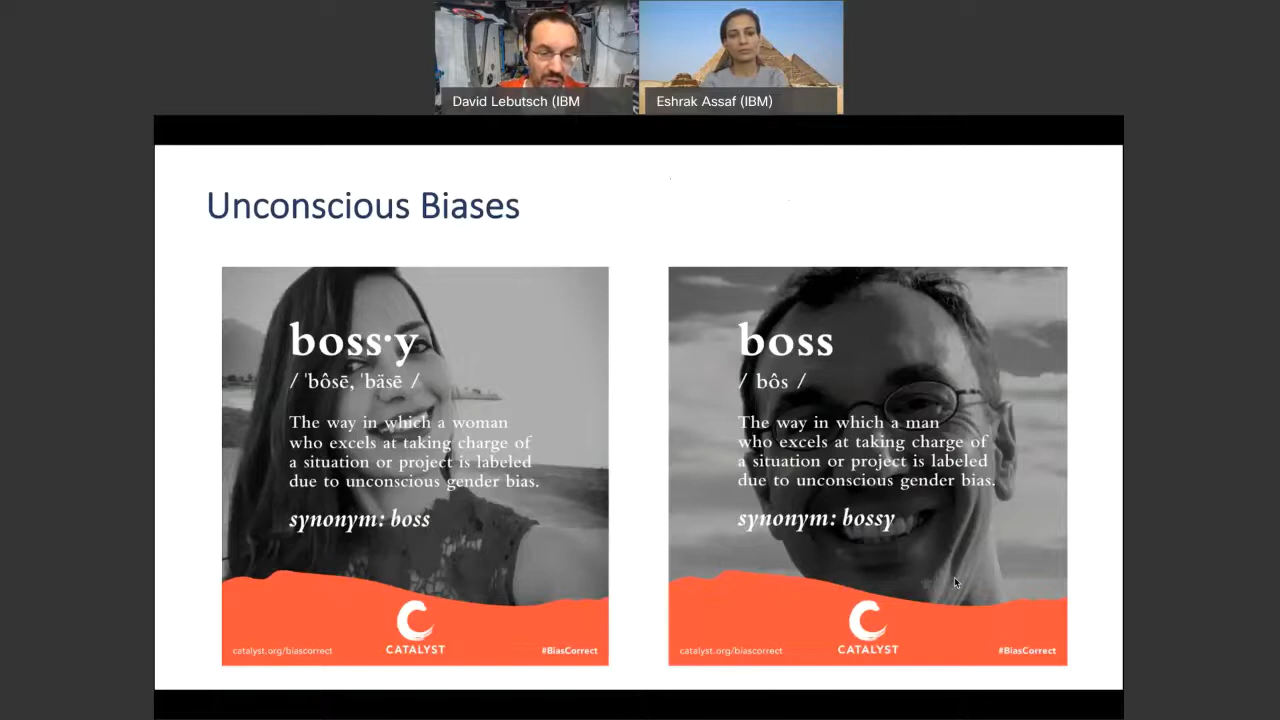 David Lebutsch (IBM
Eshrak Assaf (IBM)
Unconscious Biases
boss·y
/ 'bôsē, 'bäsē /
The way in which a woman
who excels at taking charge of
a situation or project is labeled
due to unconscious gender bias.
synonym: boss
catalyst.org/biascorrect
CATALYST
#BiasCorrect
boss
/ bôs /
The way in which a man
who excels at taking charge of
a situation or project is labeled
due to unconscious gender bias.
synonym: bossy
catalyst.org/biascorrect
CATALYST
#BiasCorrect